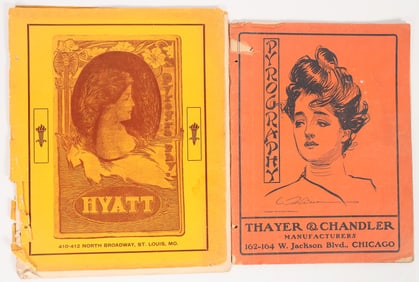 HYATT
410-412 NORTH BROADWAY, ST. LOUIS, MO.
PYROGRAPHY
THAYER & CHANDLER
MANUFACTURERS
162-164 W. Jackson Blvd., CHICAGO